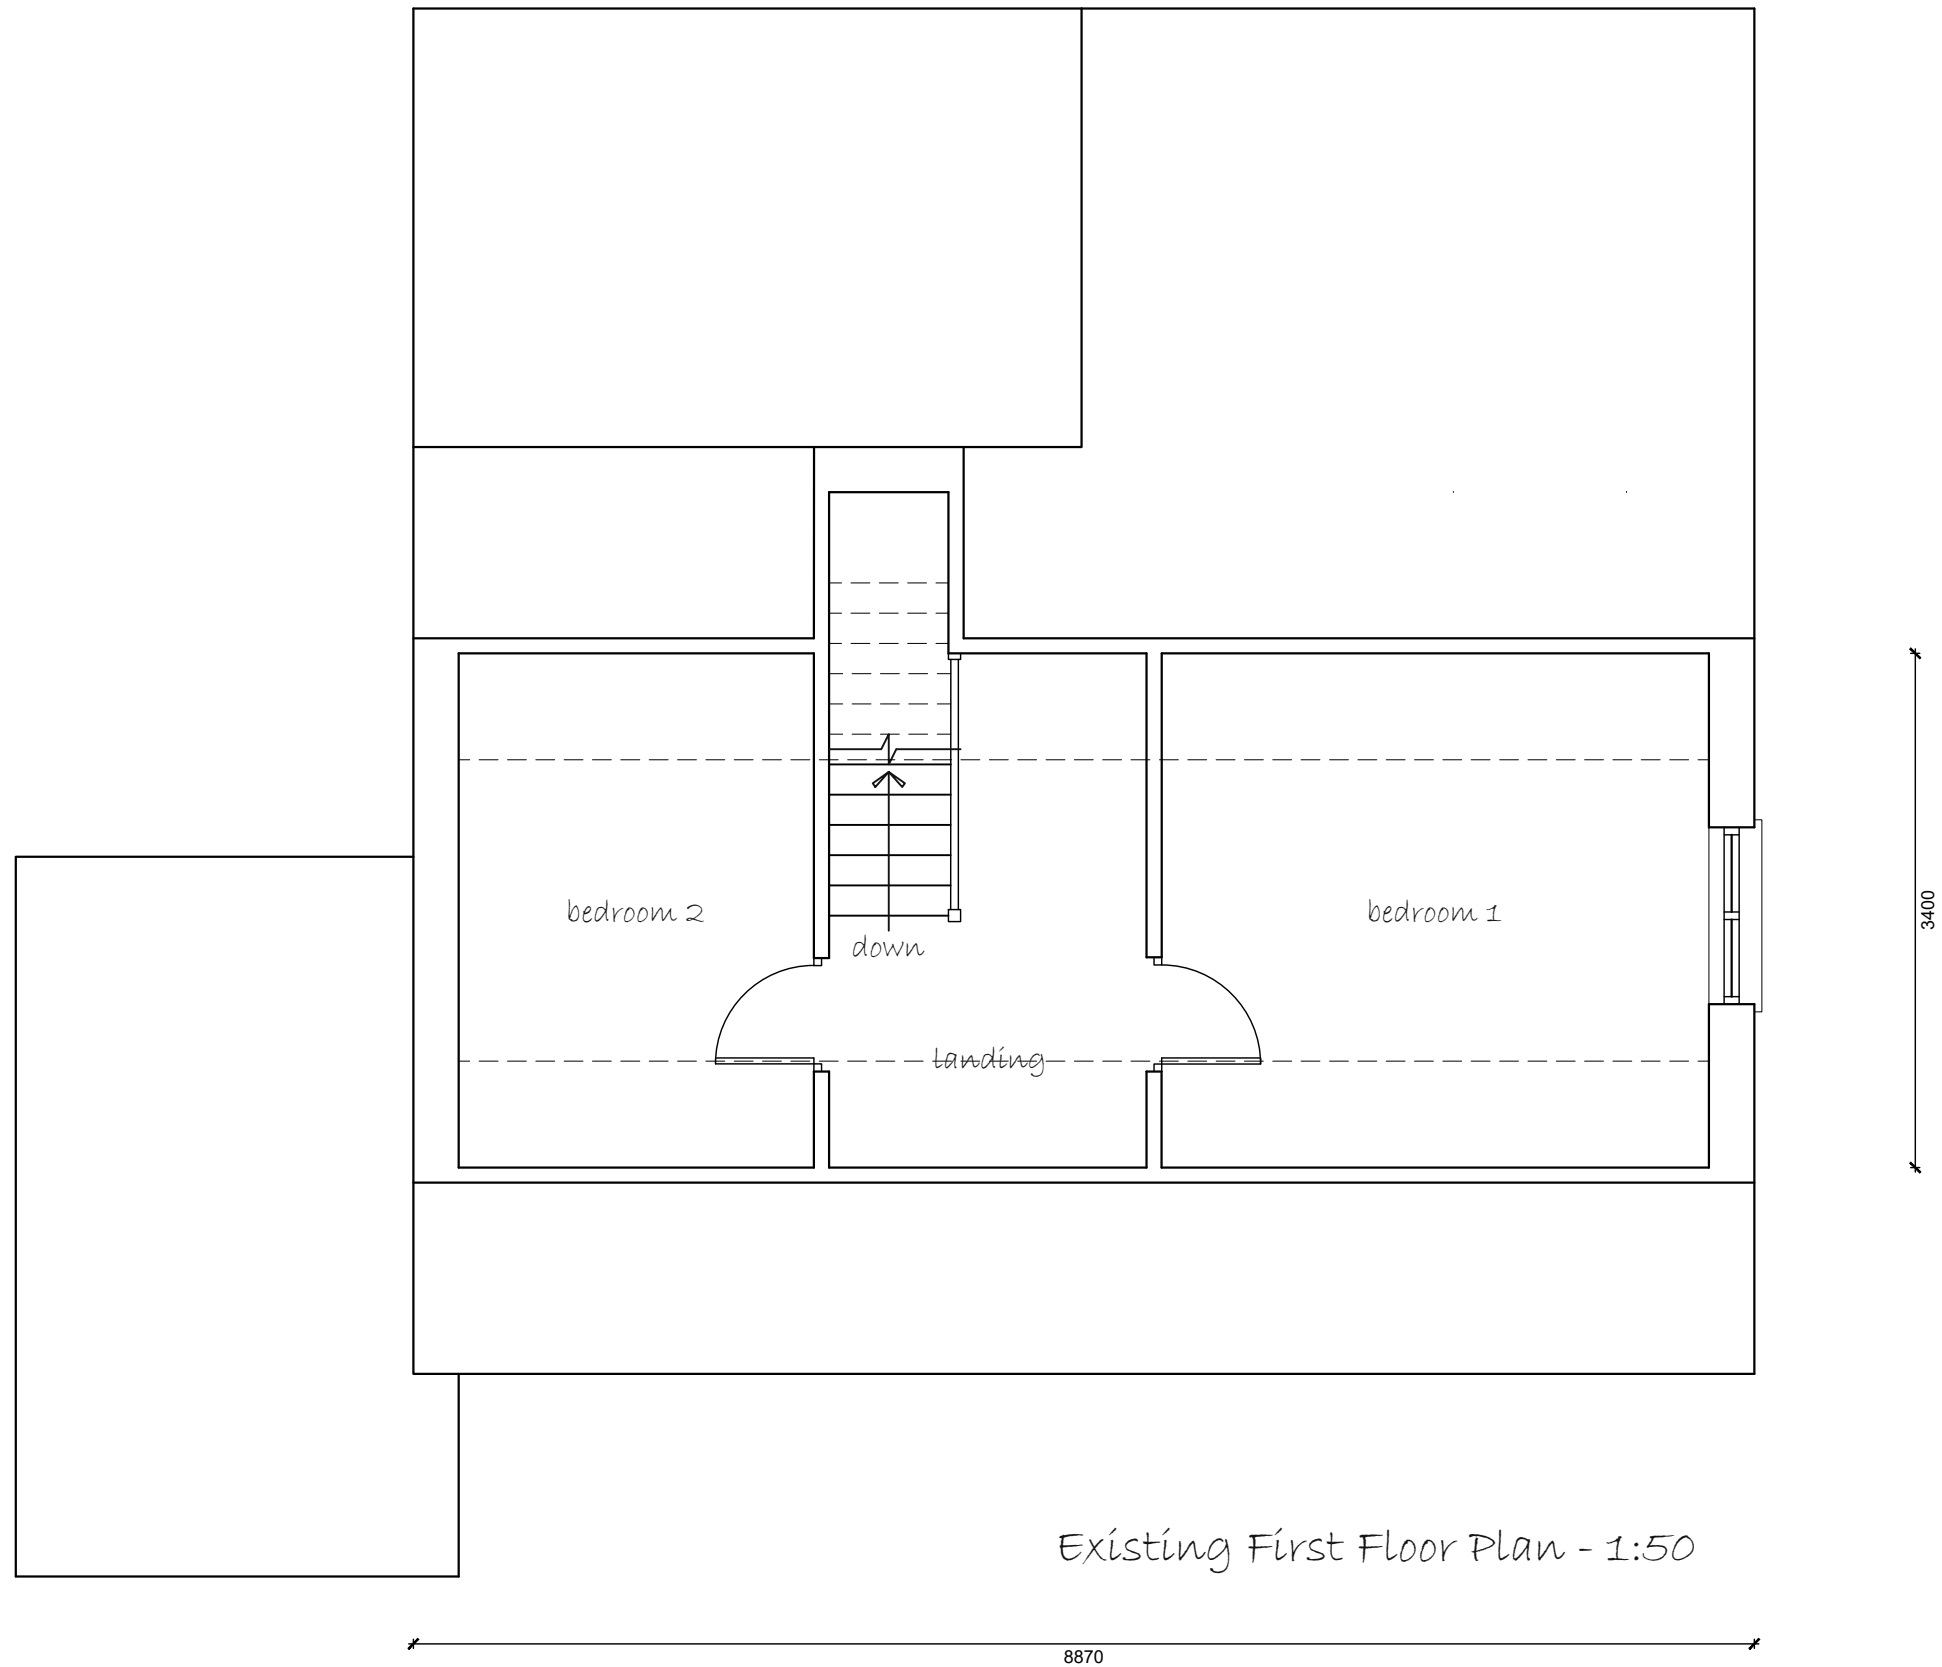 bedroom 2
bedroom 1
3400
down
landing
Existing First Floor Plan - 1:50
8870